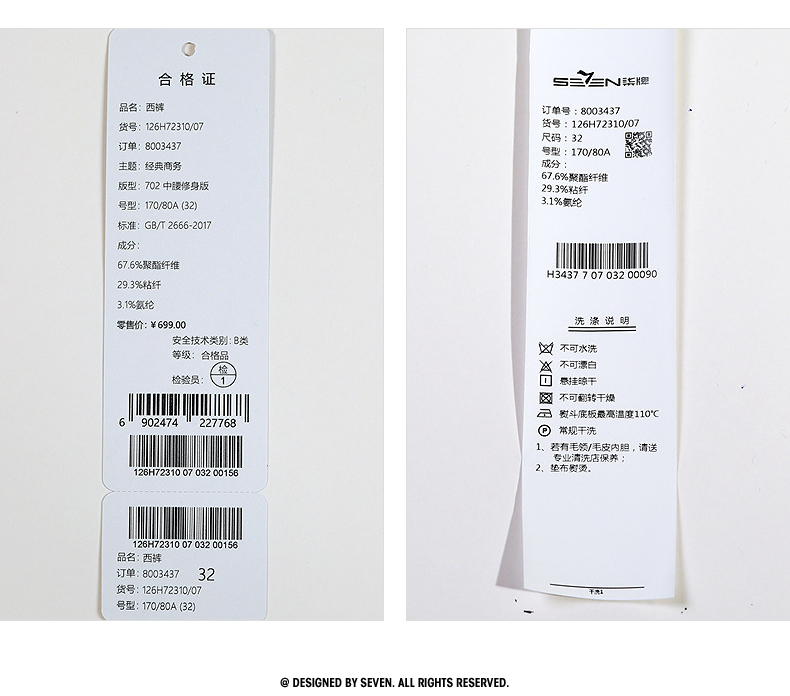 合格证
品名: 西裤
货号: 126H72310/07
订单: 8003437
主题: 经典商务
版型: 702 中腰修身版
号型: 170/80A (32)
标准: GB/T 2666-2017
成分:
67.6%聚酯纤维
29.3%粘纤
3.1%氨纶
零售价: ¥699.00
安全技术类别: B类
等级: 合格品
检验员: 检 1
6 902474 227768
126H72310 07 032 00156
126H72310 07 032 00156
品名: 西裤
订单: 8003437 32
货号: 126H72310/07
号型: 170/80A (32)
SEVEN 柒牌
订单号：8003437
货号：126H72310/07
尺码：32
号型：170/80A
成分：
67.6%聚酯纤维
29.3%粘纤
3.1%氨纶
H3437 7 07 032 00090
洗涤说明
不可水洗
不可漂白
悬挂晾干
不可翻转干燥
熨斗底板最高温度110℃
P 常规干洗
1、若有毛领/毛皮内胆，请送
专业清洗店保养；
2、垫布熨烫。
干洗1
@ DESIGNED BY SEVEN. ALL RIGHTS RESERVED.